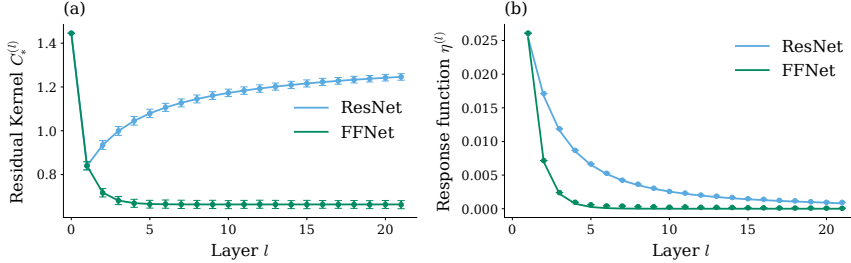 (a)
Residual Kernel C_*^{(l)}
1.4
1.2
1.0
0.8
0
5
10
15
20
Layer l
ResNet
FFNet
(b)
Response function η^{(l)}
0.025
0.020
0.015
0.010
0.005
0.000
0
5
10
15
20
Layer l
ResNet
FFNet